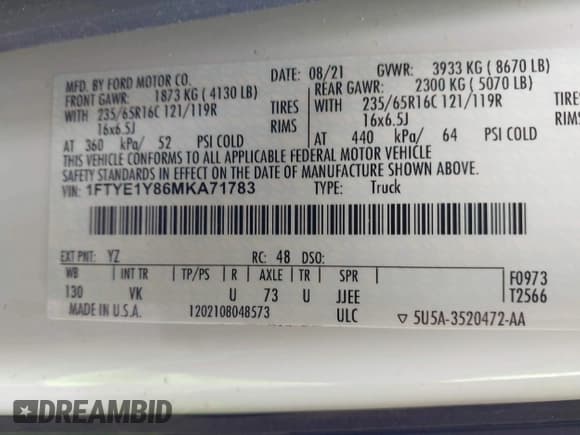 MFD. BY FORD MOTOR CO.
DATE: 08/21 GVWR: 3933 KG ( 8670 LB)
FRONT GAWR: 1873 KG ( 4130 LB)
REAR GAWR: 2300 KG ( 5070 LB)
WITH 235/65R16C 121/119R TIRES
WITH 235/65R16C 121/119R TIRES
16x6.5J RIMS
16x6.5J RIMS
AT 360 kPa/ 52 PSI COLD
AT 440 kPa/ 64 PSI COLD
THIS VEHICLE CONFORMS TO ALL APPLICABLE FEDERAL MOTOR VEHICLE
SAFETY STANDARDS IN EFFECT ON THE DATE OF MANUFACTURE SHOWN ABOVE.
VIN: 1FTYE1Y86MKA71783 TYPE: Truck
EXT PNT: YZ RC: 48 DSO:
WB INT TR TP/PS R AXLE TR SPR
130 VK U 73 U JJEE
F0973
T2566
MADE IN U.S.A. 1202108048573 ULC ▽ 5U5A-3520472-AA
DREAMBID